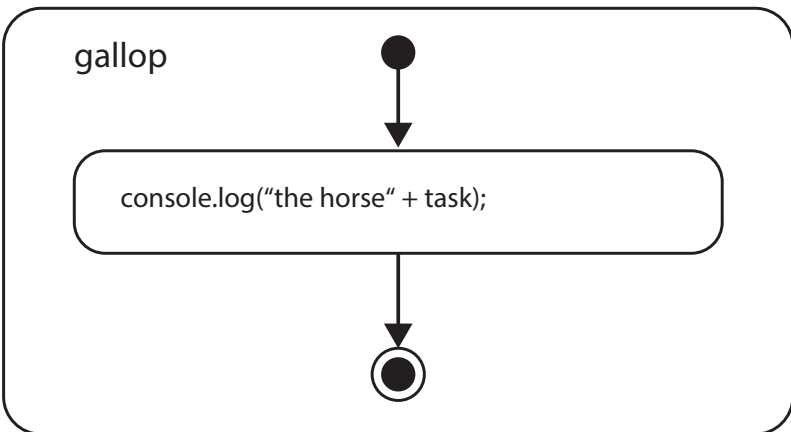 gallop
console.log(“the horse“ + task);